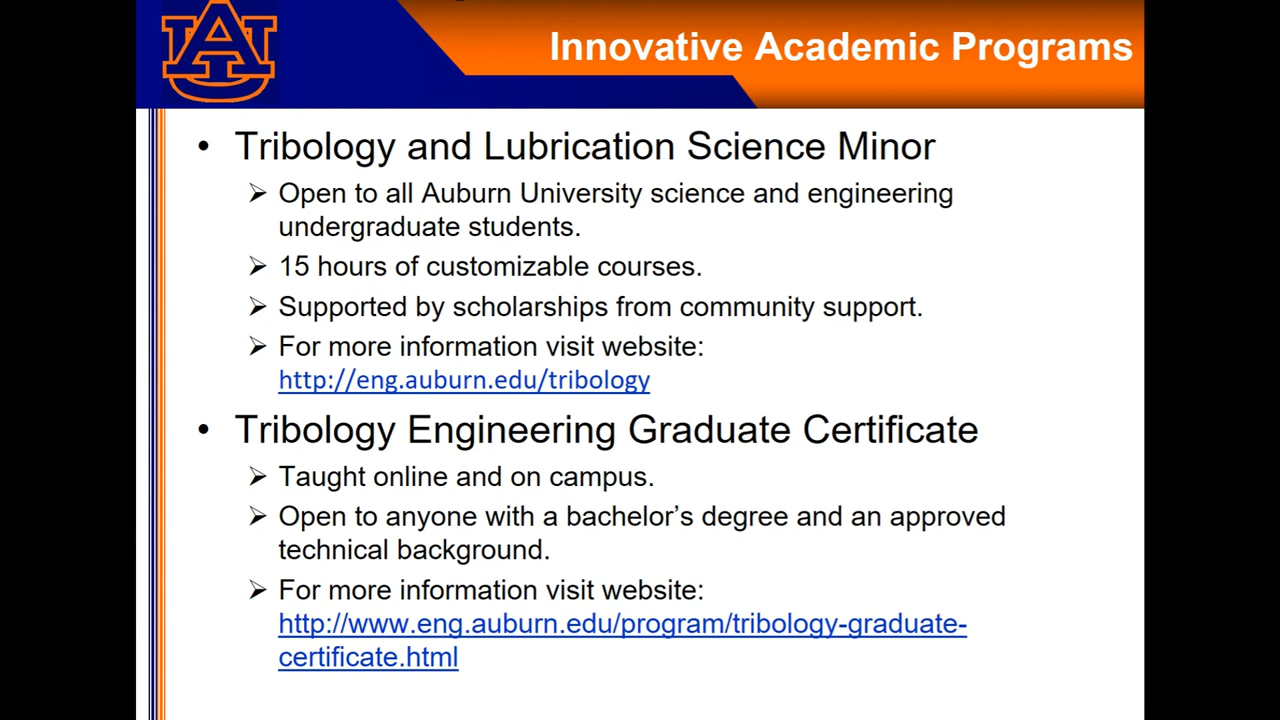 AU
Innovative Academic Programs
• Tribology and Lubrication Science Minor
➢ Open to all Auburn University science and engineering
undergraduate students.
➢ 15 hours of customizable courses.
➢ Supported by scholarships from community support.
➢ For more information visit website:
http://eng.auburn.edu/tribology
• Tribology Engineering Graduate Certificate
➢ Taught online and on campus.
➢ Open to anyone with a bachelor’s degree and an approved
technical background.
➢ For more information visit website:
http://www.eng.auburn.edu/program/tribology-graduate-
certificate.html